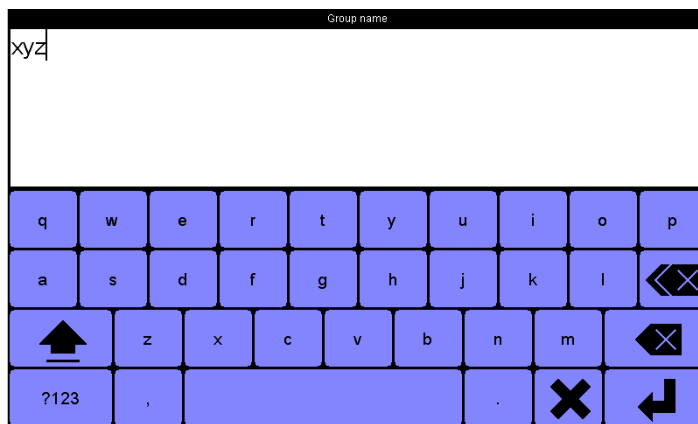 Group name
xyz
q w e r t y u i o p
a s d f g h j k l
z x c v b n m
?123 , .